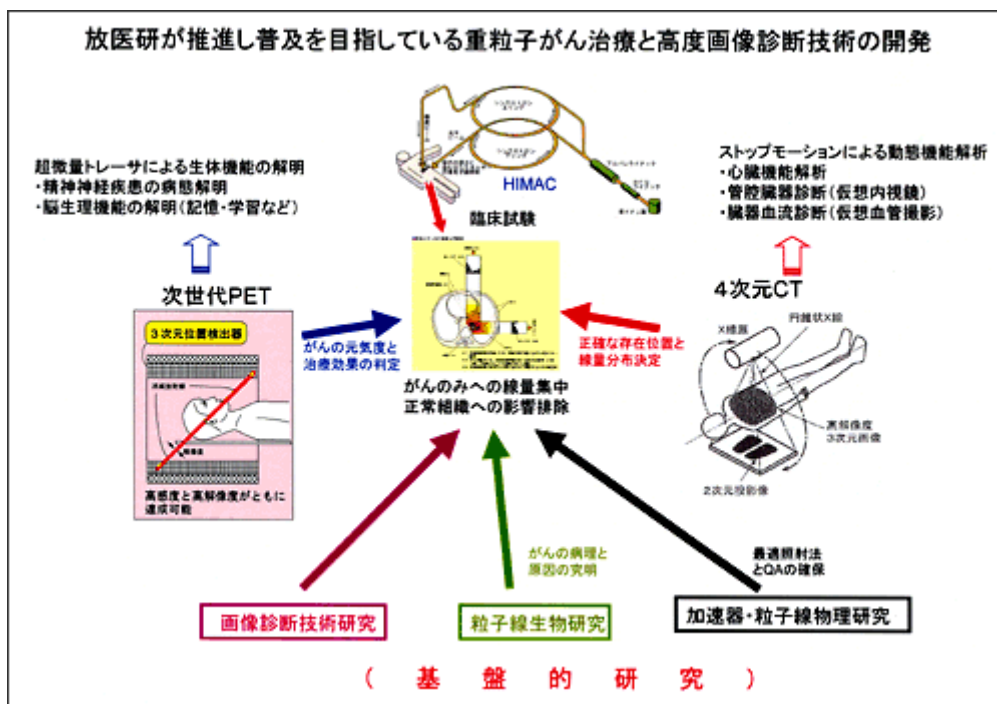 放医研が推進し普及を目指している重粒子がん治療と高度画像診断技術の開発
HIMAC
臨床試験
超微量トレーサによる生体機能の解明
・精神神経疾患の病態解明
・脳生理機能の解明(記憶・学習など)
ストップモーションによる動態機能解析
・心臓機能解析
・管腔臓器診断(仮想内視鏡)
・臓器血流診断(仮想血管撮影)
次世代PET
3次元位置検出器
高感度と高解像度がともに
達成可能
がんの元気度と
治療効果の判定
正確な存在位置と
線量分布決定
がんのみへの線量集中
正常組織への影響排除
4次元CT
X線源
円錐状X線
高解像度
3次元画像
2次元投影像
がんの病理と
原因の究明
最適照射法
とQAの確保
画像診断技術研究
粒子線生物研究
加速器・粒子線物理研究
(基盤的研究)